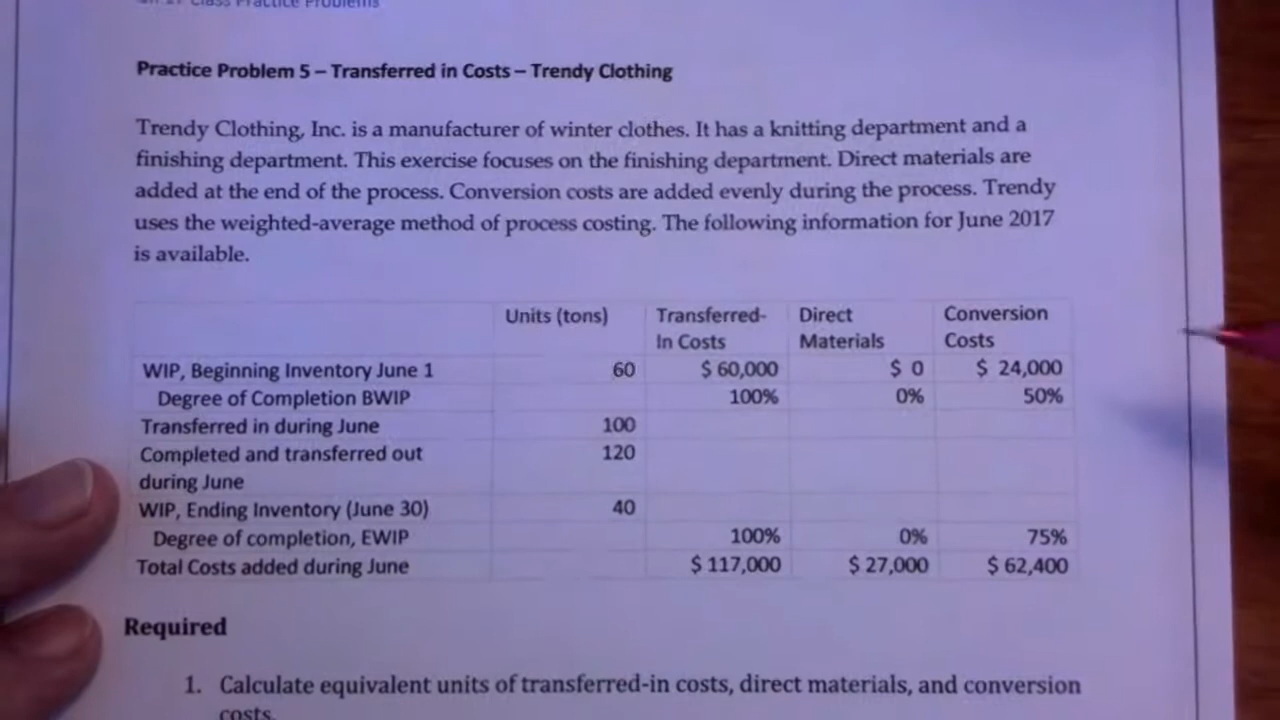 Class Practice Problems
Practice Problem 5 – Transferred in Costs – Trendy Clothing
Trendy Clothing, Inc. is a manufacturer of winter clothes. It has a knitting department and a
finishing department. This exercise focuses on the finishing department. Direct materials are
added at the end of the process. Conversion costs are added evenly during the process. Trendy
uses the weighted-average method of process costing. The following information for June 2017
is available.
Units (tons) Transferred- Direct Conversion
In Costs Materials Costs
WIP, Beginning Inventory June 1 60 $ 60,000 $ 0 $ 24,000
Degree of Completion BWIP 100% 0% 50%
Transferred in during June 100
Completed and transferred out 120
during June
WIP, Ending Inventory (June 30) 40
Degree of completion, EWIP 100% 0% 75%
Total Costs added during June $ 117,000 $ 27,000 $ 62,400
Required
1. Calculate equivalent units of transferred-in costs, direct materials, and conversion
costs.